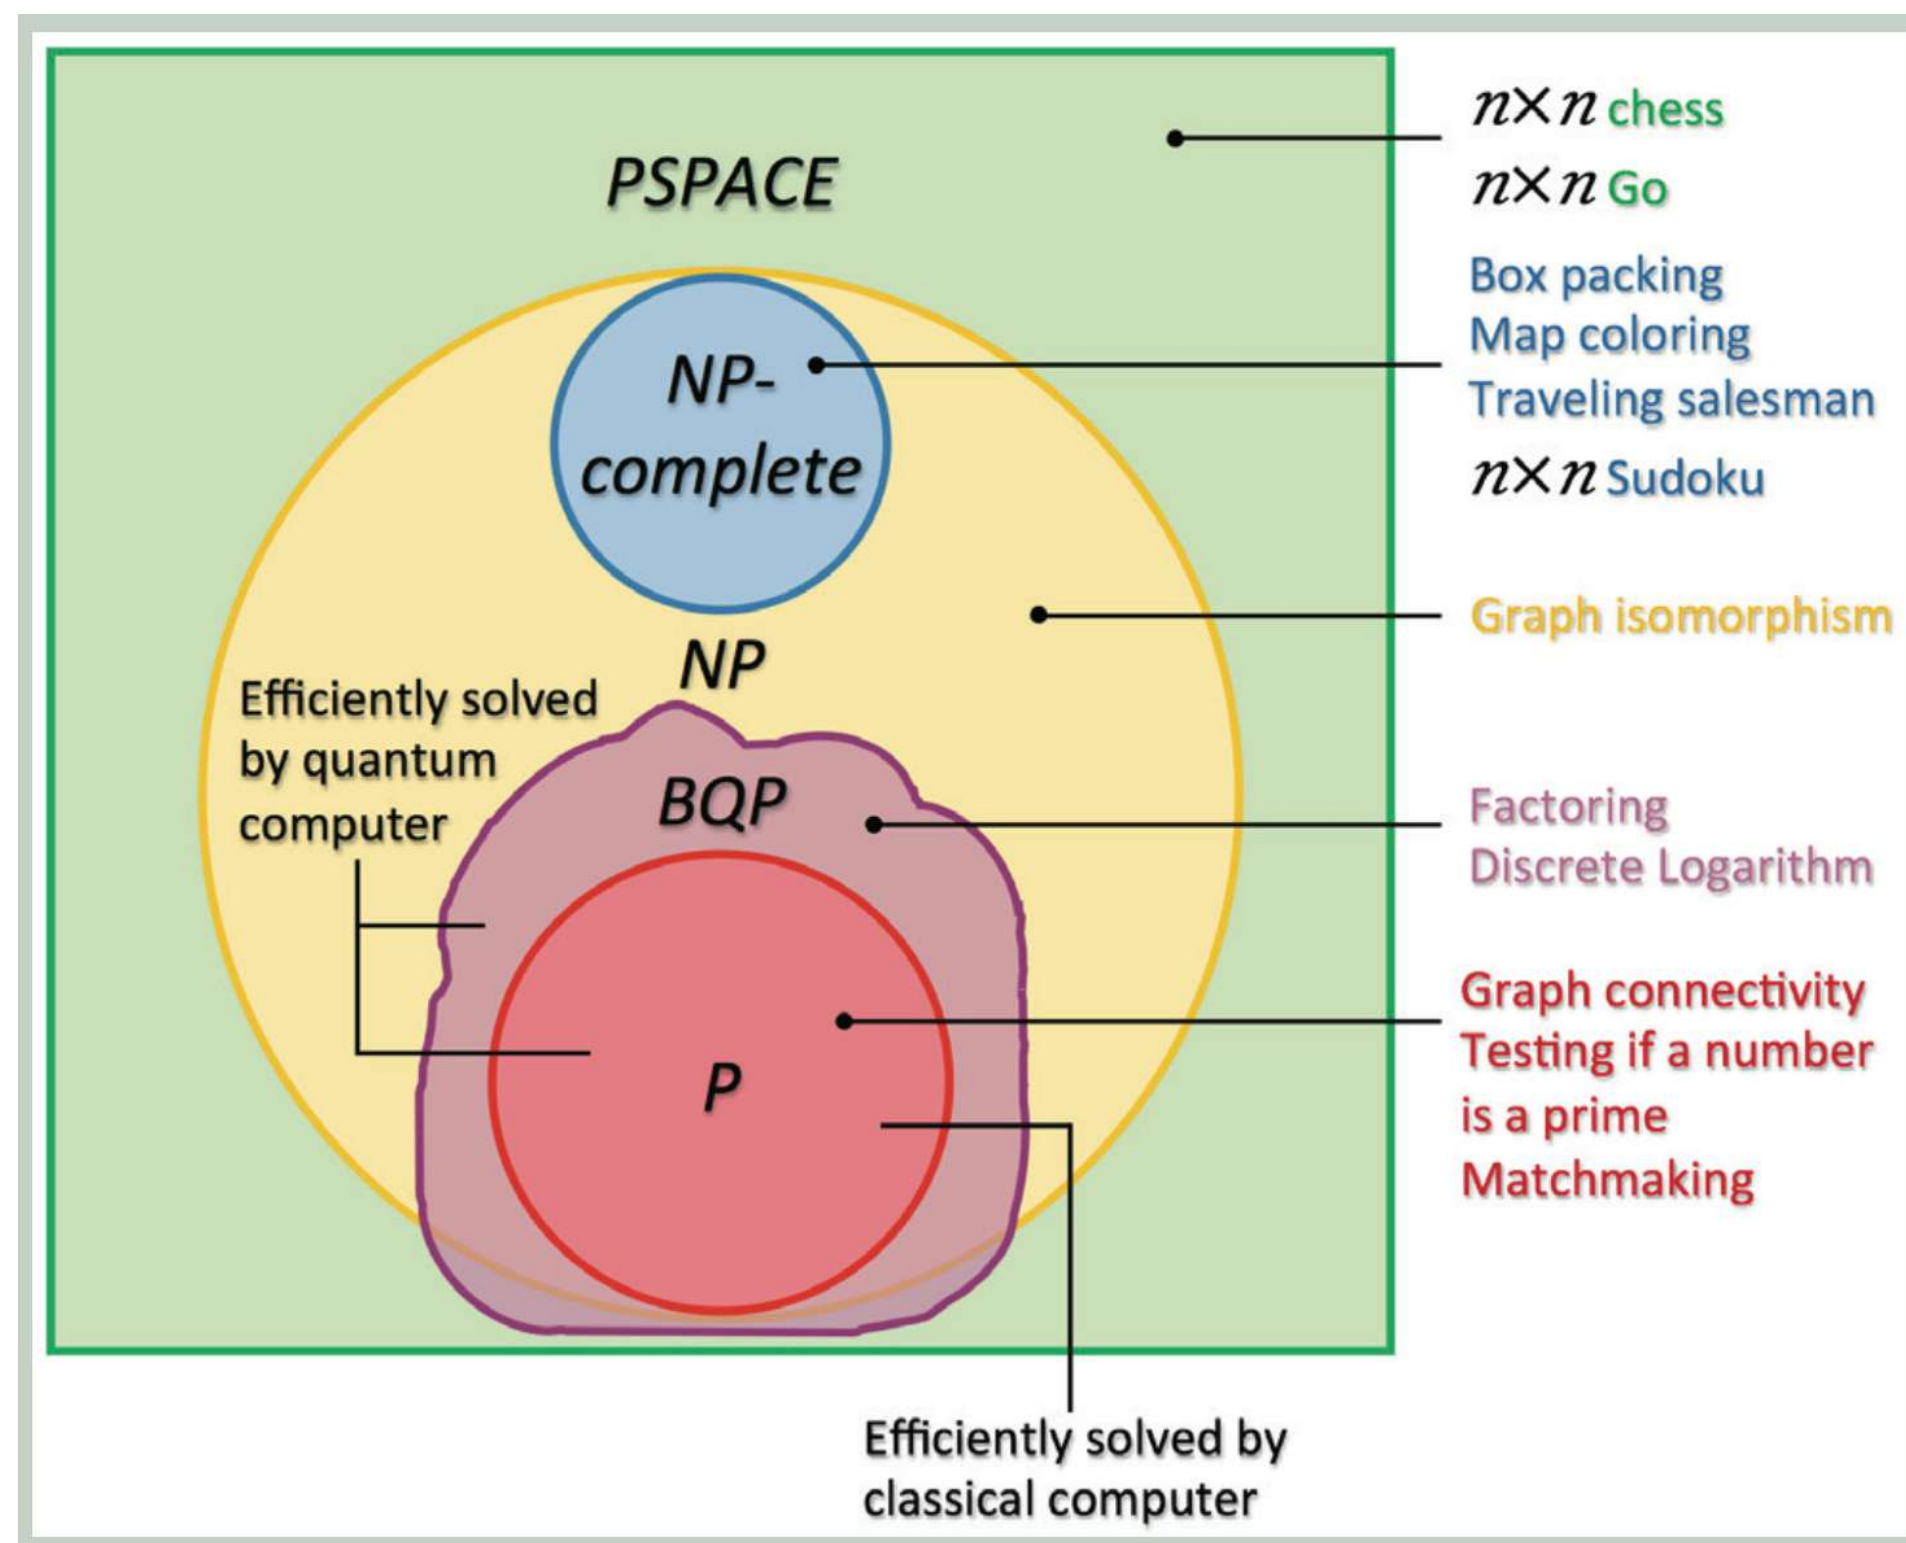 n×n chess
PSPACE
n×n Go
Box packing
Map coloring
Traveling salesman
NP-
complete
n×n Sudoku
Graph isomorphism
NP
Efficiently solved
by quantum
computer
BQP
Factoring
Discrete Logarithm
Graph connectivity
Testing if a number
is a prime
Matchmaking
P
Efficiently solved by
classical computer